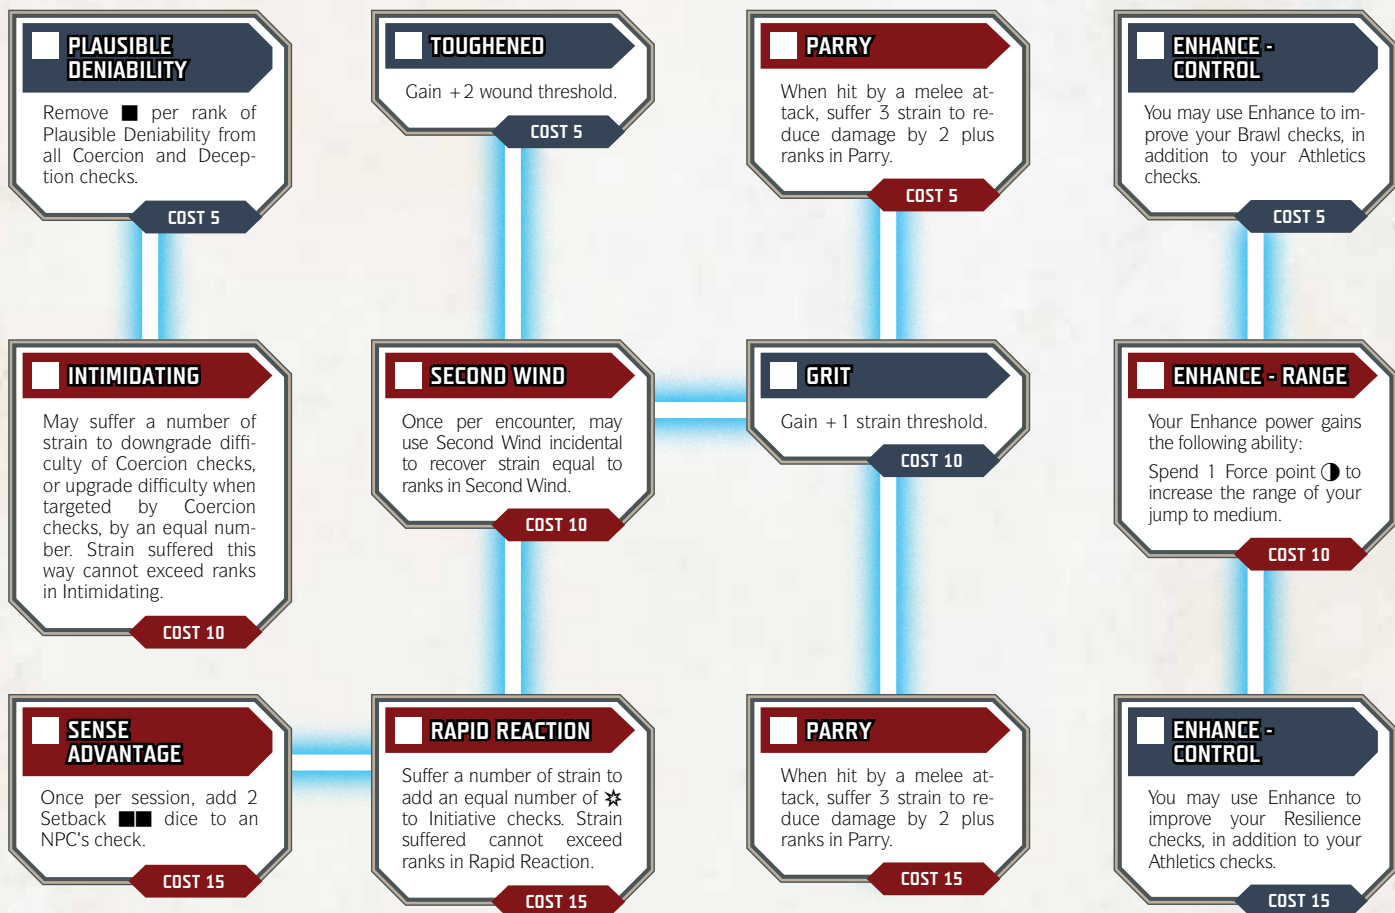 PLAUSIBLE
DENIABILITY
Remove ■ per rank of
Plausible Deniability from
all Coercion and Decep-
tion checks.
COST 5
TOUGHENED
Gain +2 wound threshold.
COST 5
PARRY
When hit by a melee at-
tack, suffer 3 strain to re-
duce damage by 2 plus
ranks in Parry.
COST 5
ENHANCE -
CONTROL
You may use Enhance to im-
prove your Brawl checks, in
addition to your Athletics
checks.
COST 5
INTIMIDATING
May suffer a number of
strain to downgrade diffi-
culty of Coercion checks,
or upgrade difficulty when
targeted by Coercion
checks, by an equal num-
ber. Strain suffered this
way cannot exceed ranks
in Intimidating.
COST 10
SECOND WIND
Once per encounter, may
use Second Wind incidental
to recover strain equal to
ranks in Second Wind.
COST 10
GRIT
Gain +1 strain threshold.
COST 10
ENHANCE - RANGE
Your Enhance power gains
the following ability:
Spend 1 Force point to
increase the range of your
jump to medium.
COST 10
SENSE
ADVANTAGE
Once per session, add 2
Setback ■■ dice to an
NPC's check.
COST 15
RAPID REACTION
Suffer a number of strain to
add an equal number of
to Initiative checks. Strain
suffered cannot exceed
ranks in Rapid Reaction.
COST 15
PARRY
When hit by a melee at-
tack, suffer 3 strain to re-
duce damage by 2 plus
ranks in Parry.
COST 15
ENHANCE -
CONTROL
You may use Enhance to
improve your Resilience
checks, in addition to your
Athletics checks.
COST 15